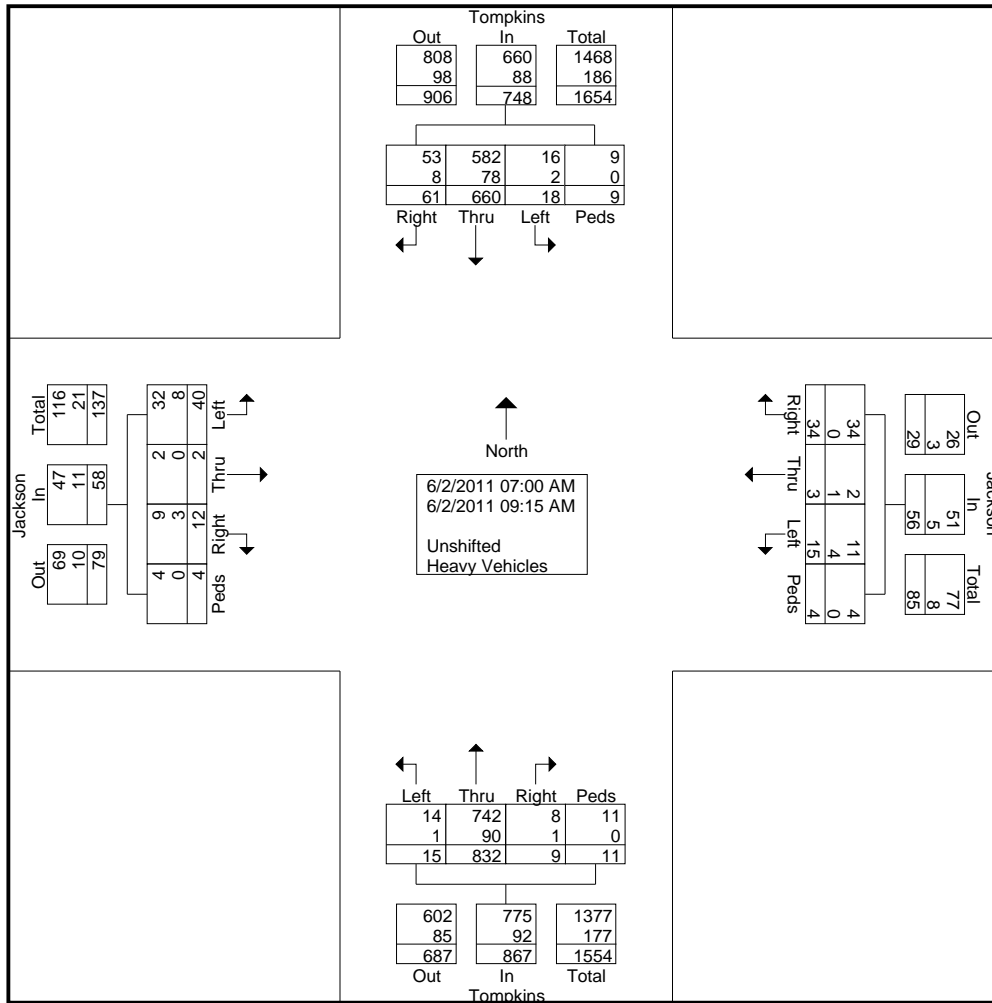 Tompkins
Out In Total
808 660 1468
98 88 186
906 748 1654
53 582 16 9
8 78 2 0
61 660 18 9
Right Thru Left Peds
Jackson
Total In Out
116 47 69
21 11 10
137 58 79
32 2 9 4
8 0 3 0
40 2 12 4
Left Thru Right Peds
North
6/2/2011 07:00 AM
6/2/2011 09:15 AM
Unshifted
Heavy Vehicles
Right Thru Left Peds
34 3 15 4
0 1 4 0
34 2 11 4
29 56 85
3 5 8
26 51 77
Out In Total
Jackson
Left Thru Right Peds
14 742 8 11
1 90 1 0
15 832 9 11
602 775 1377
85 92 177
687 867 1554
Out In Total
Tompkins